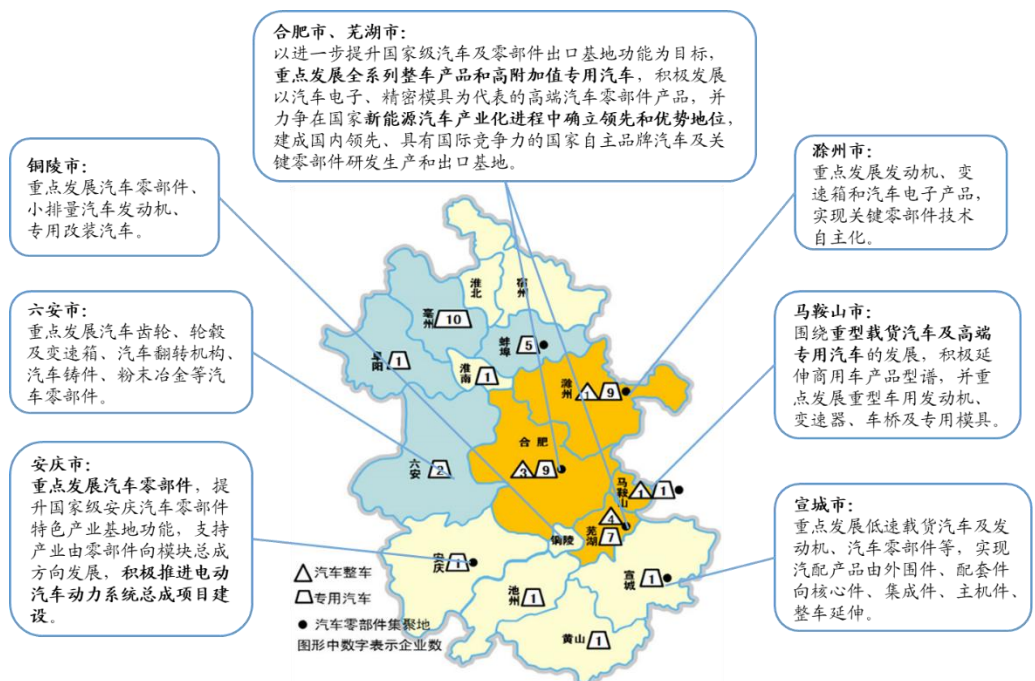 合肥市、芜湖市：
以进一步提升国家级汽车及零部件出口基地功能为目标，
重点发展全系列整车产品和高附加值专用汽车，积极发展
以汽车电子、精密模具为代表的高端汽车零部件产品，并
力争在国家新能源汽车产业化进程中确立领先和优势地位，
建成国内领先、具有国际竞争力的国家自主品牌汽车及关
键零部件研发生产和出口基地。
铜陵市：
重点发展汽车零部件、
小排量汽车发动机、
专用改装汽车。
滁州市：
重点发展发动机、变
速箱和汽车电子产品，
实现关键零部件技术
自主化。
六安市：
重点发展汽车齿轮、轮毂
及变速箱、汽车翻转机构、
汽车铸件、粉末冶金等汽
车零部件。
马鞍山市：
围绕重型载货汽车及高端
专用汽车的发展，积极延
伸商用车产品型谱，并重
点发展重型车用发动机、
变速器、车桥及专用模具。
安庆市：
重点发展汽车零部件，提
升国家级安庆汽车零部件
特色产业基地功能，支持
产业由零部件向模块总成
方向发展，积极推进电动
汽车动力系统总成项目建
设。
宣城市：
重点发展低速载货汽车及发
动机、汽车零部件等，实现
汽配产品由外围件、配套件
向核心件、集成件、主机件、
整车延伸。
淮北
宿州
亳州
10
蚌埠
5
阜阳
1
淮南
1
滁州
1
9
合肥
3
9
六安
2
马鞍山
1
1
芜湖
4
7
铜陵
安庆
1
池州
1
宣城
1
黄山
1
汽车整车
专用汽车
汽车零部件集聚地
图形中数字表示企业数